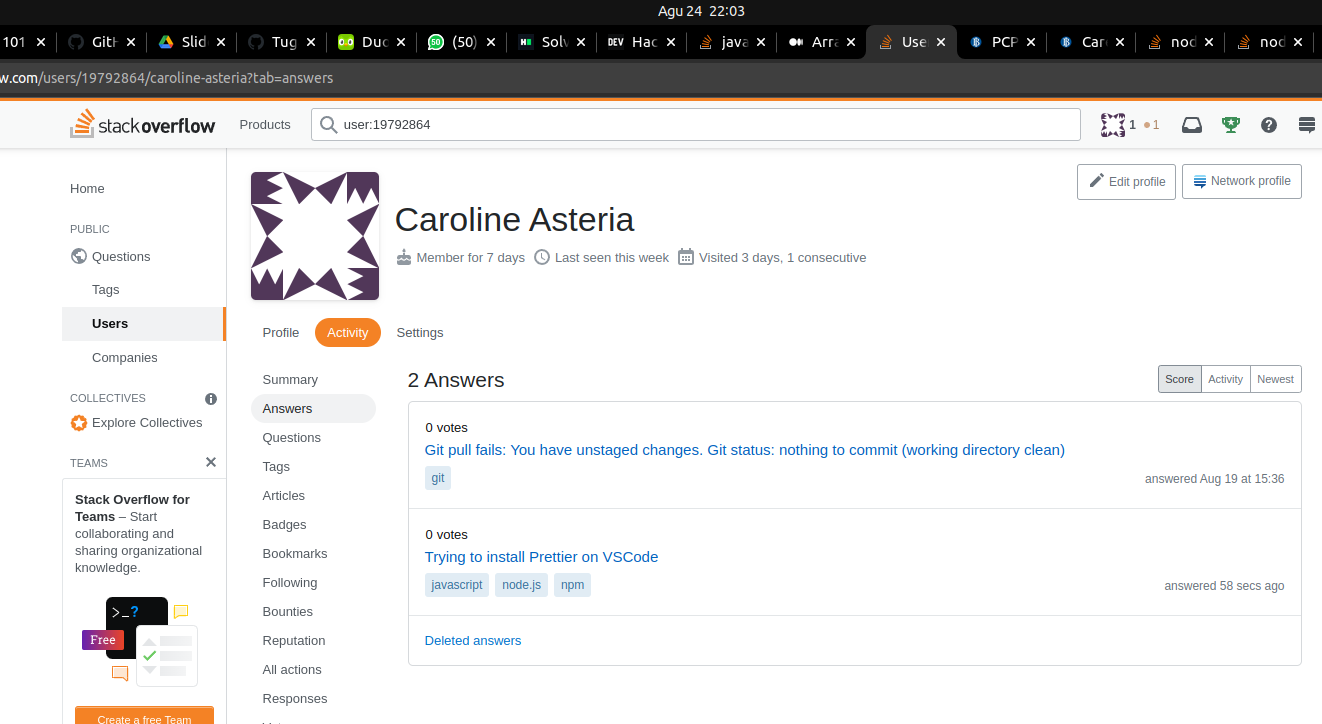 Agu 24 22:03
101 GitH Slid Tug Duo (50) Solv Hac java Arra User PCP Care nod nod
w.com/users/19792864/caroline-asteria?tab=answers
stackoverflow Products user:19792864 1 1
Home
PUBLIC
Questions
Tags
Users
Companies
COLLECTIVES
Explore Collectives
TEAMS
Stack Overflow for
Teams – Start
collaborating and
sharing organizational
knowledge.
>_?
Free
Create a free Team
Edit profile Network profile
Caroline Asteria
Member for 7 days Last seen this week Visited 3 days, 1 consecutive
Profile Activity Settings
Summary
Answers
Questions
Tags
Articles
Badges
Bookmarks
Following
Bounties
Reputation
All actions
Responses
2 Answers
Score Activity Newest
0 votes
Git pull fails: You have unstaged changes. Git status: nothing to commit (working directory clean)
git
answered Aug 19 at 15:36
0 votes
Trying to install Prettier on VSCode
javascript node.js npm
answered 58 secs ago
Deleted answers